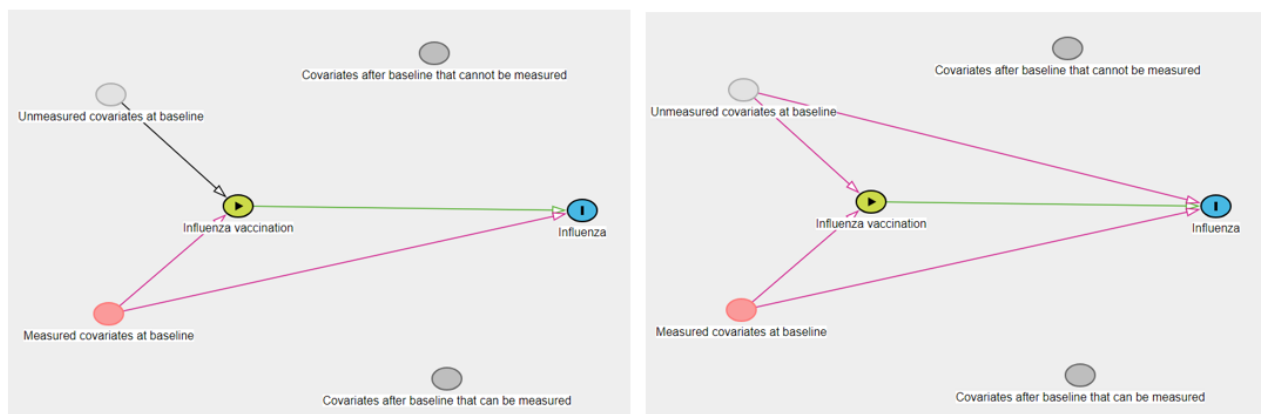 Covariates after baseline that cannot be measured
Unmeasured covariates at baseline
Influenza vaccination
Influenza
Measured covariates at baseline
Covariates after baseline that can be measured
Covariates after baseline that cannot be measured
Unmeasured covariates at baseline
Influenza vaccination
Influenza
Measured covariates at baseline
Covariates after baseline that can be measured